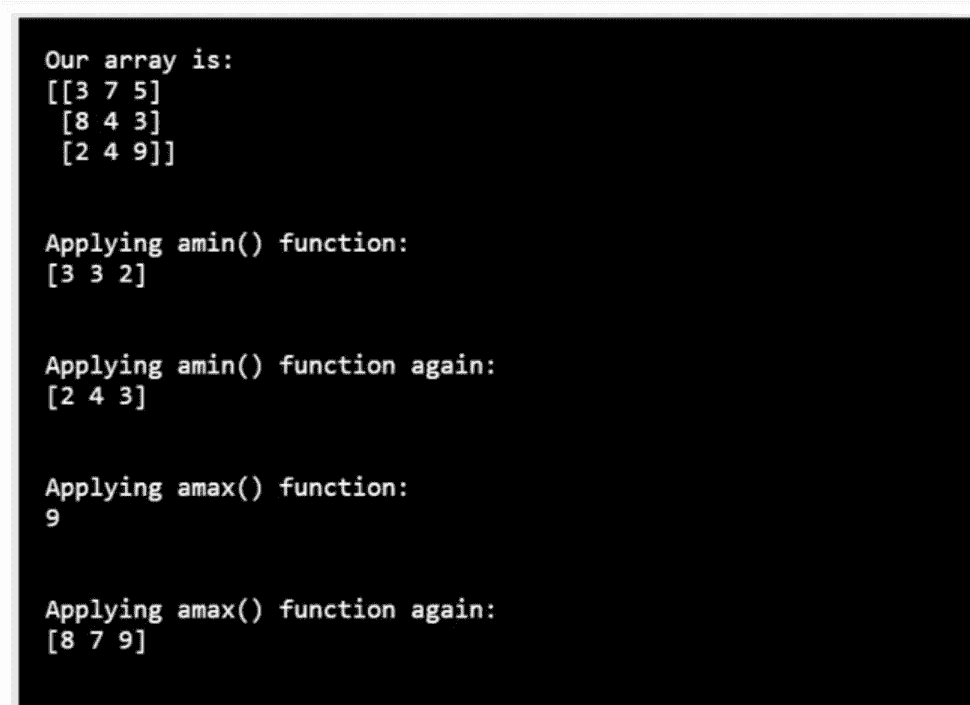 Our array is:
[[3 7 5]
 [8 4 3]
 [2 4 9]]
Applying amin() function:
[3 3 2]
Applying amin() function again:
[2 4 3]
Applying amax() function:
9
Applying amax() function again:
[8 7 9]